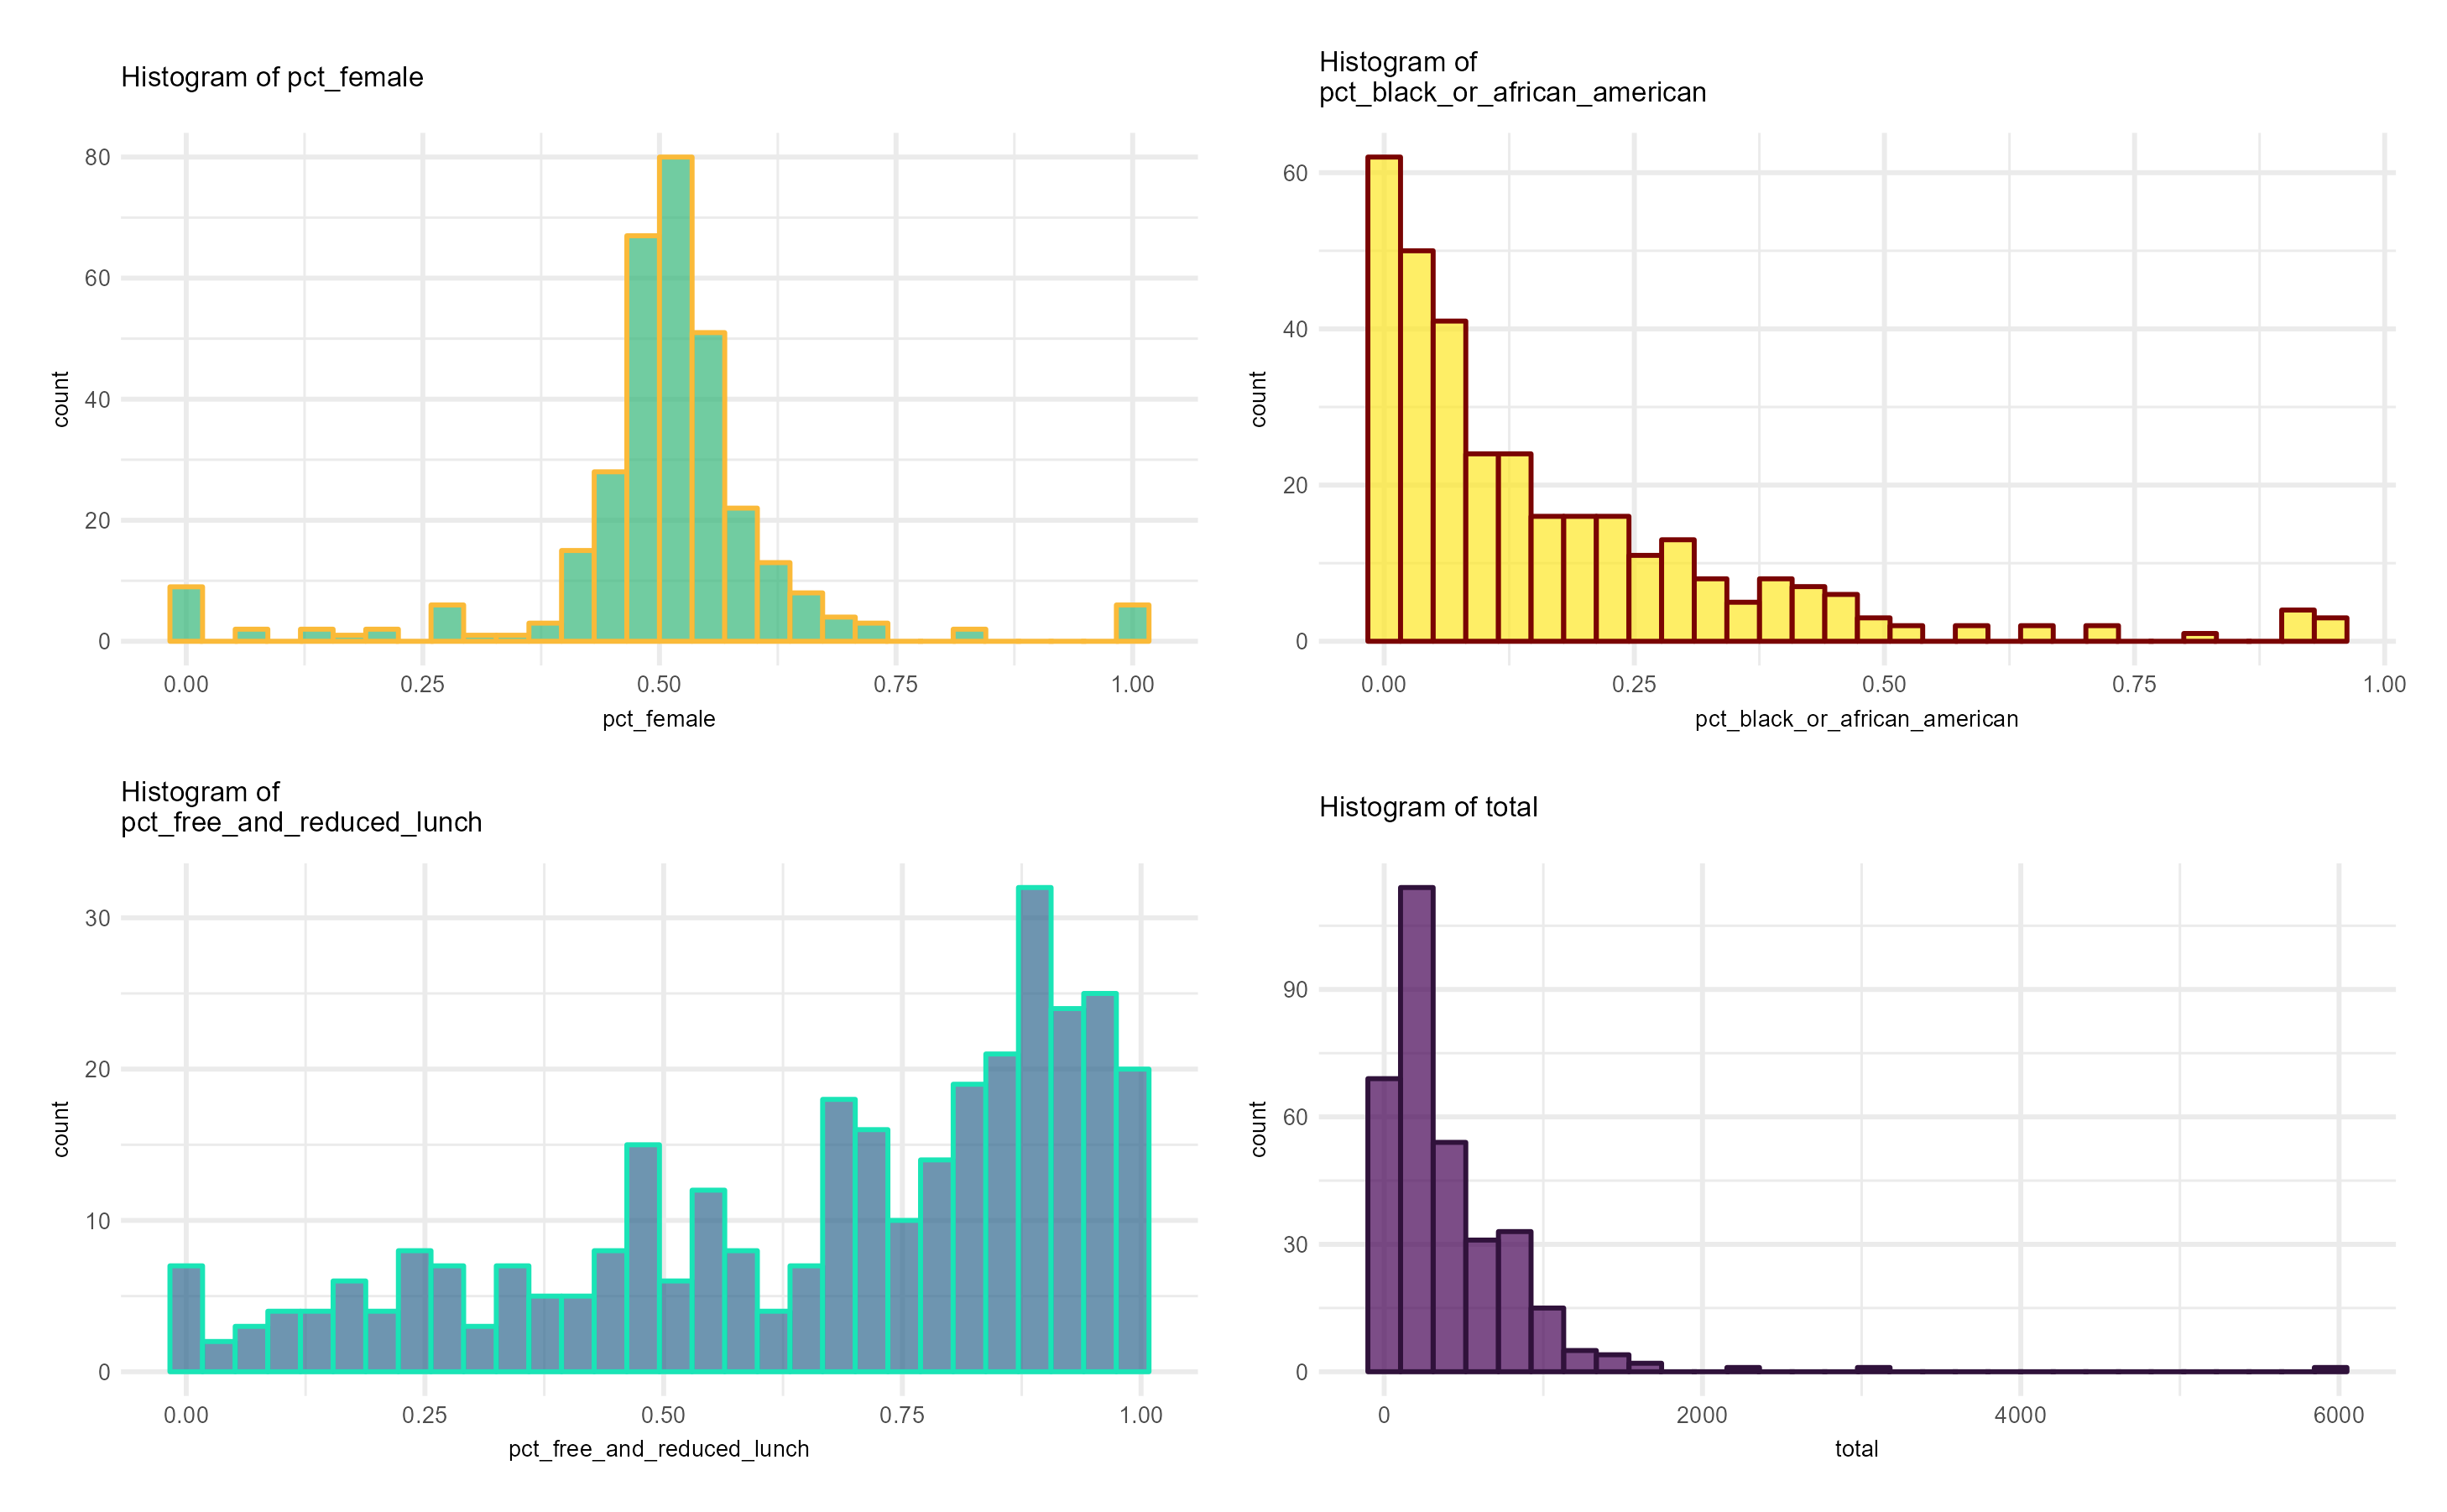 Histogram of pct_female
80
60
40
20
0
count
0.00 0.25 0.50 0.75 1.00
pct_female
Histogram of
pct_black_or_african_american
60
40
20
0
count
0.00 0.25 0.50 0.75 1.00
pct_black_or_african_american
Histogram of
pct_free_and_reduced_lunch
30
20
10
0
count
0.00 0.25 0.50 0.75 1.00
pct_free_and_reduced_lunch
Histogram of total
90
60
30
0
count
0 2000 4000 6000
total